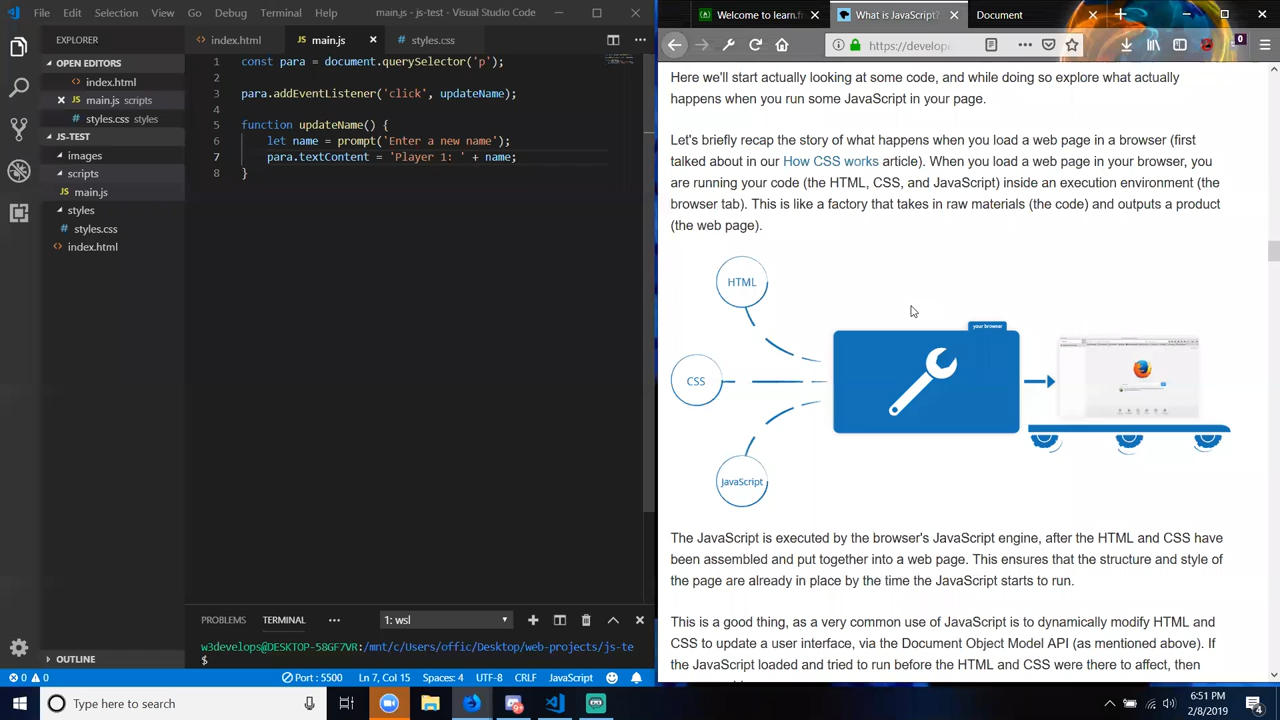 File Edit Selection View Go Debug Terminal Help main.js - js-test - Visual Studio Code
EXPLORER
OPEN EDITORS
index.html
main.js scripts
styles.css styles
JS-TEST
images
scripts
main.js
styles
styles.css
index.html
OUTLINE
index.html main.js styles.css
1 const para = document.querySelector('p');
2
3 para.addEventListener('click', updateName);
4
5 function updateName() {
6 let name = prompt('Enter a new name');
7 para.textContent = 'Player 1: ' + name;
8 }
PROBLEMS TERMINAL 1: wsl
w3develops@DESKTOP-58GF7VR:/mnt/c/Users/offic/Desktop/web-projects/js-te
$
0 0 Port : 5500 Ln 7, Col 15 Spaces: 4 UTF-8 CRLF JavaScript
Welcome to learn.fr What is JavaScript? Document
https://develop 0
Here we'll start actually looking at some code, and while doing so explore what actually
happens when you run some JavaScript in your page.
Let's briefly recap the story of what happens when you load a web page in a browser (first
talked about in our How CSS works article). When you load a web page in your browser, you
are running your code (the HTML, CSS, and JavaScript) inside an execution environment (the
browser tab). This is like a factory that takes in raw materials (the code) and outputs a product
(the web page).
HTML
your browser
CSS
JavaScript
The JavaScript is executed by the browser's JavaScript engine, after the HTML and CSS have
been assembled and put together into a web page. This ensures that the structure and style of
the page are already in place by the time the JavaScript starts to run.
This is a good thing, as a very common use of JavaScript is to dynamically modify HTML and
CSS to update a user interface, via the Document Object Model API (as mentioned above). If
the JavaScript loaded and tried to run before the HTML and CSS were there to affect, then
Type here to search
6:51 PM
2/8/2019
4